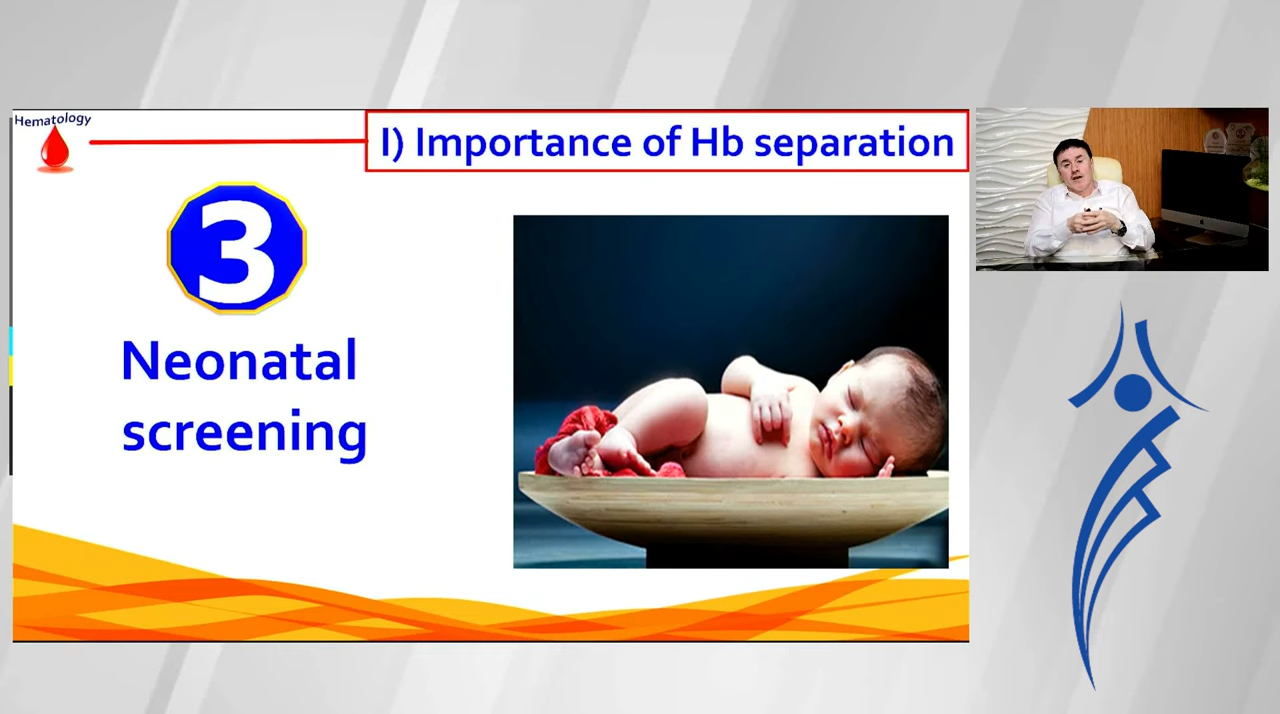 Hematology
I) Importance of Hb separation
3
Neonatal
screening